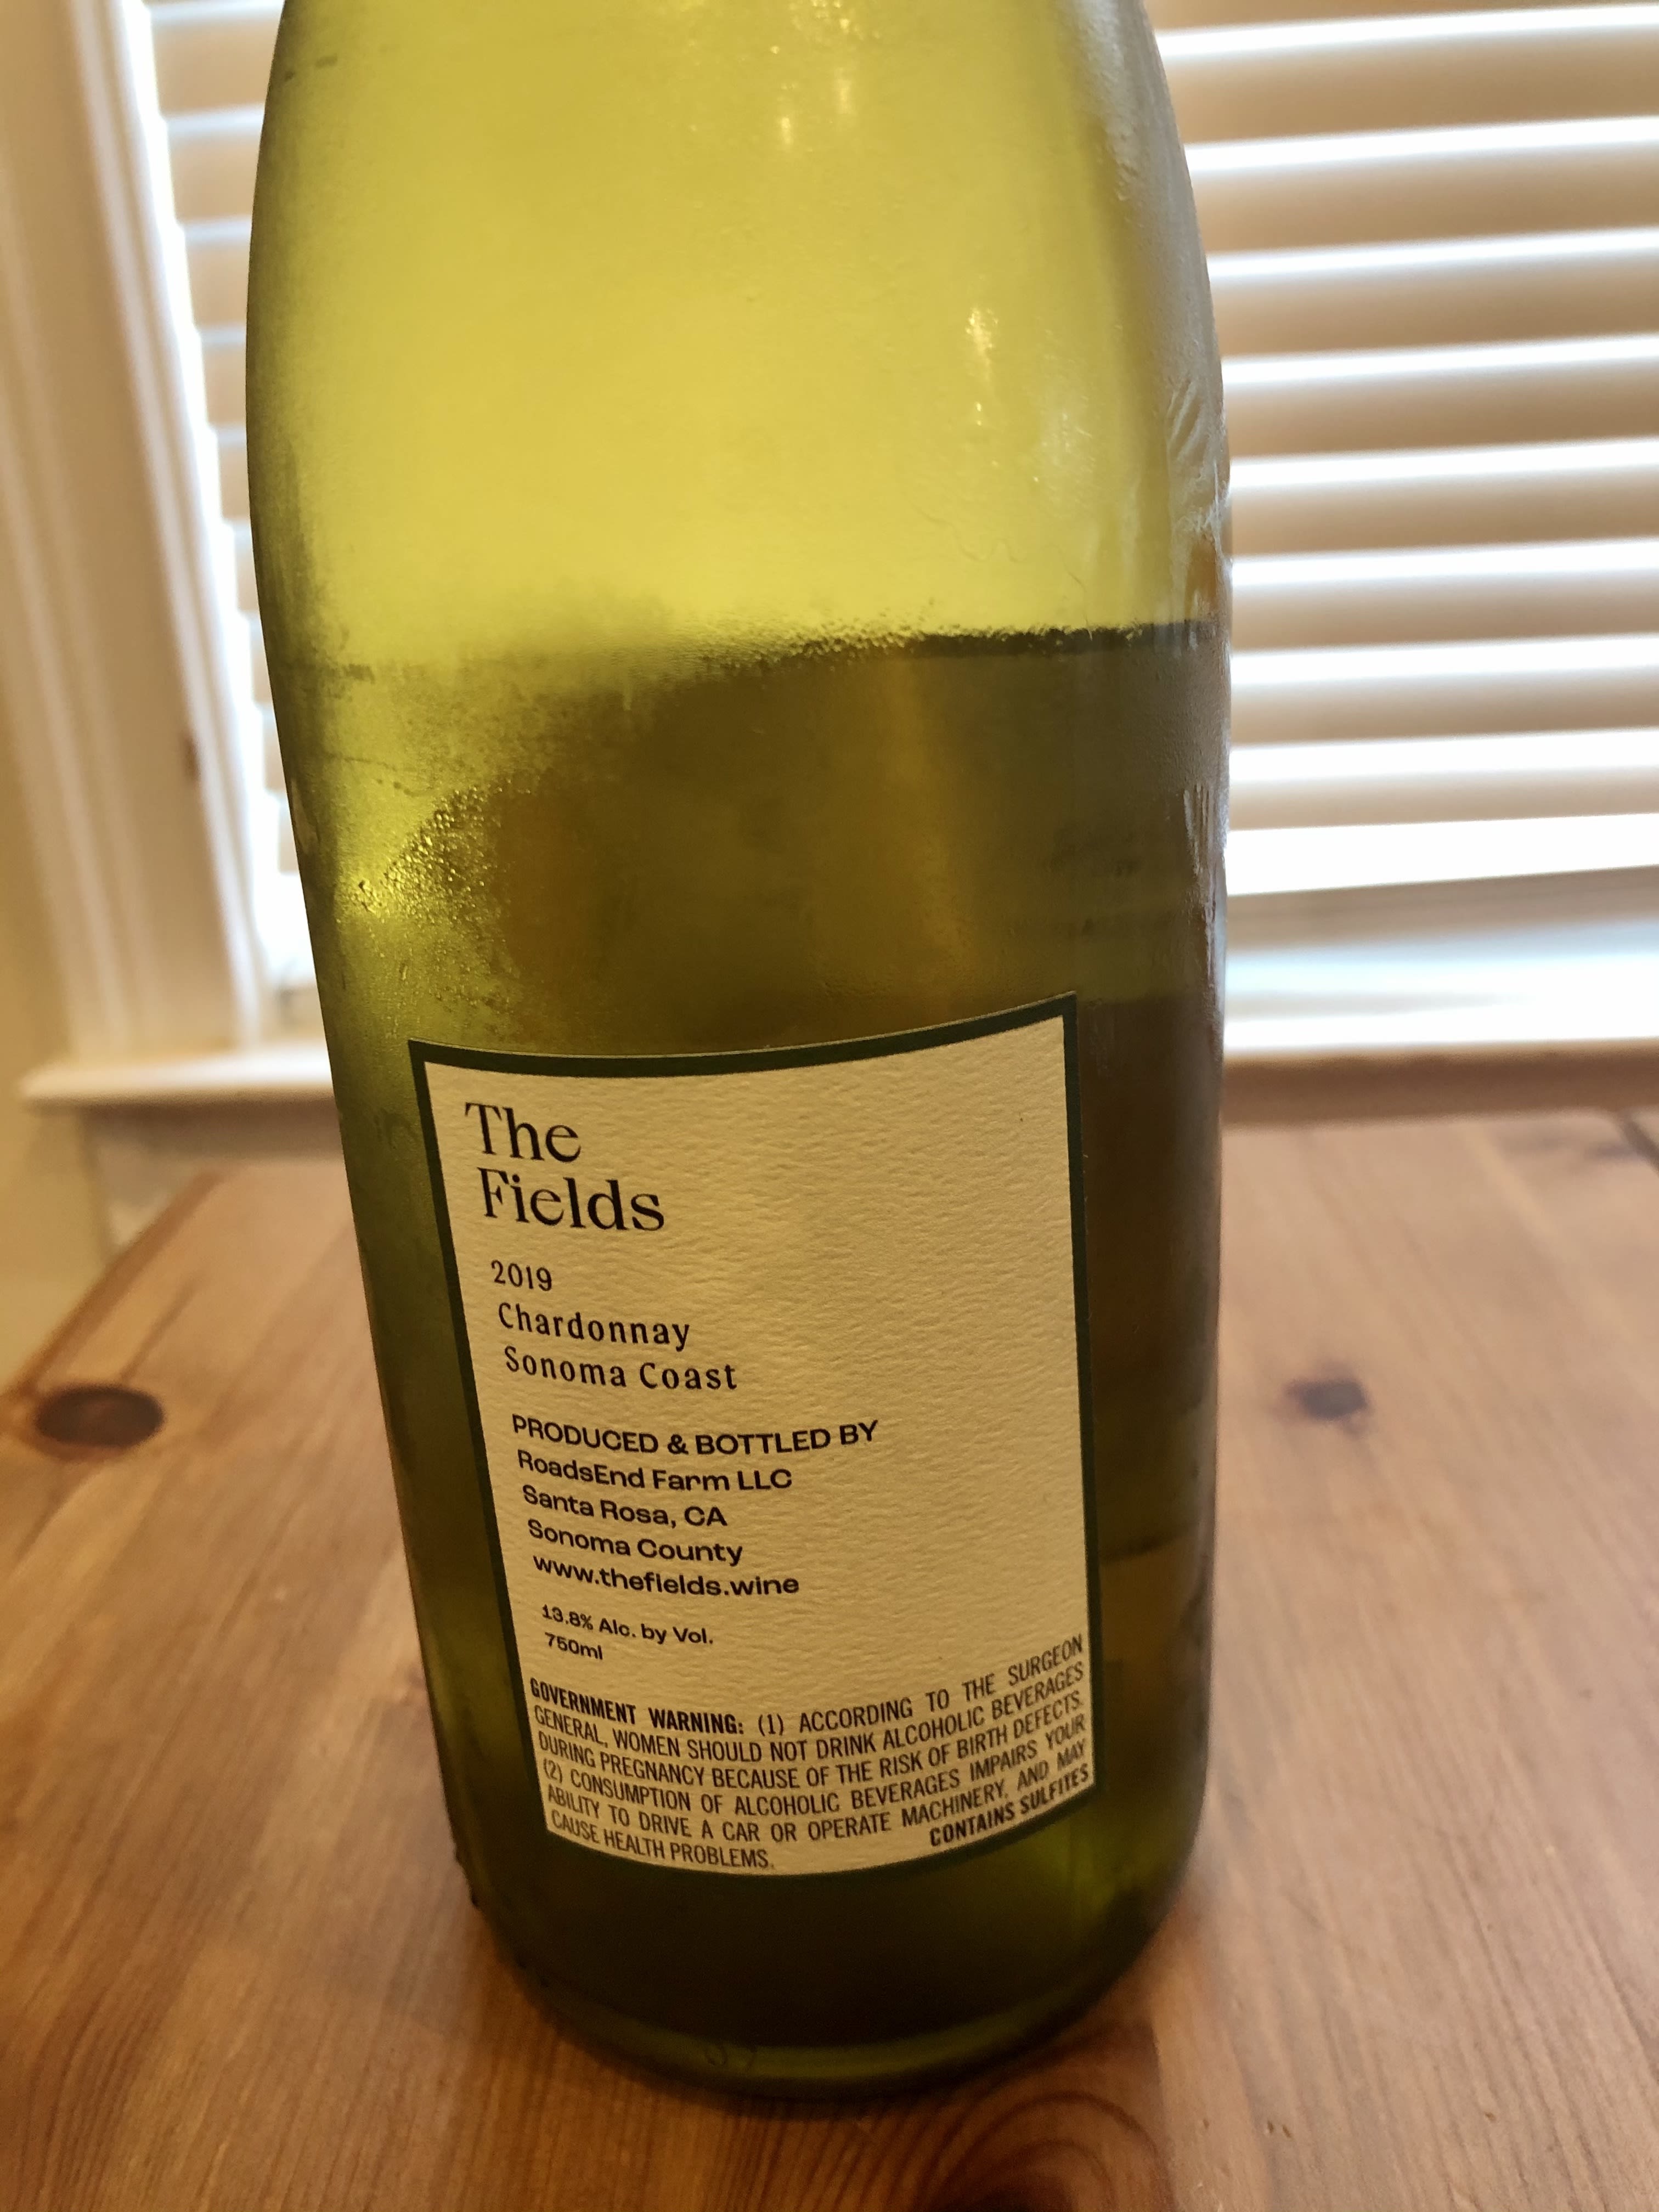 The
Fields
2019
Chardonnay
Sonoma Coast
PRODUCED & BOTTLED BY
RoadsEnd Farm LLC
Santa Rosa, CA
Sonoma County
www.thefields.wine
13.8% Alc. by Vol.
750ml
GOVERNMENT WARNING: (1) ACCORDING TO THE SURGEON
GENERAL, WOMEN SHOULD NOT DRINK ALCOHOLIC BEVERAGES
DURING PREGNANCY BECAUSE OF THE RISK OF BIRTH DEFECTS.
(2) CONSUMPTION OF ALCOHOLIC BEVERAGES IMPAIRS YOUR
ABILITY TO DRIVE A CAR OR OPERATE MACHINERY, AND MAY
CAUSE HEALTH PROBLEMS.
CONTAINS SULFITES